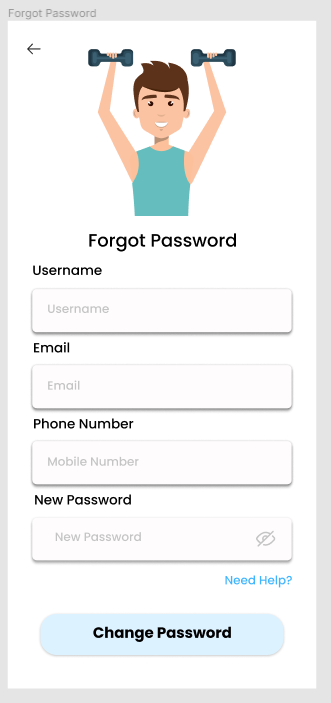 Forgot Password
Forgot Password
Username
Username
Email
Email
Phone Number
Mobile Number
New Password
New Password
Need Help?
Change Password